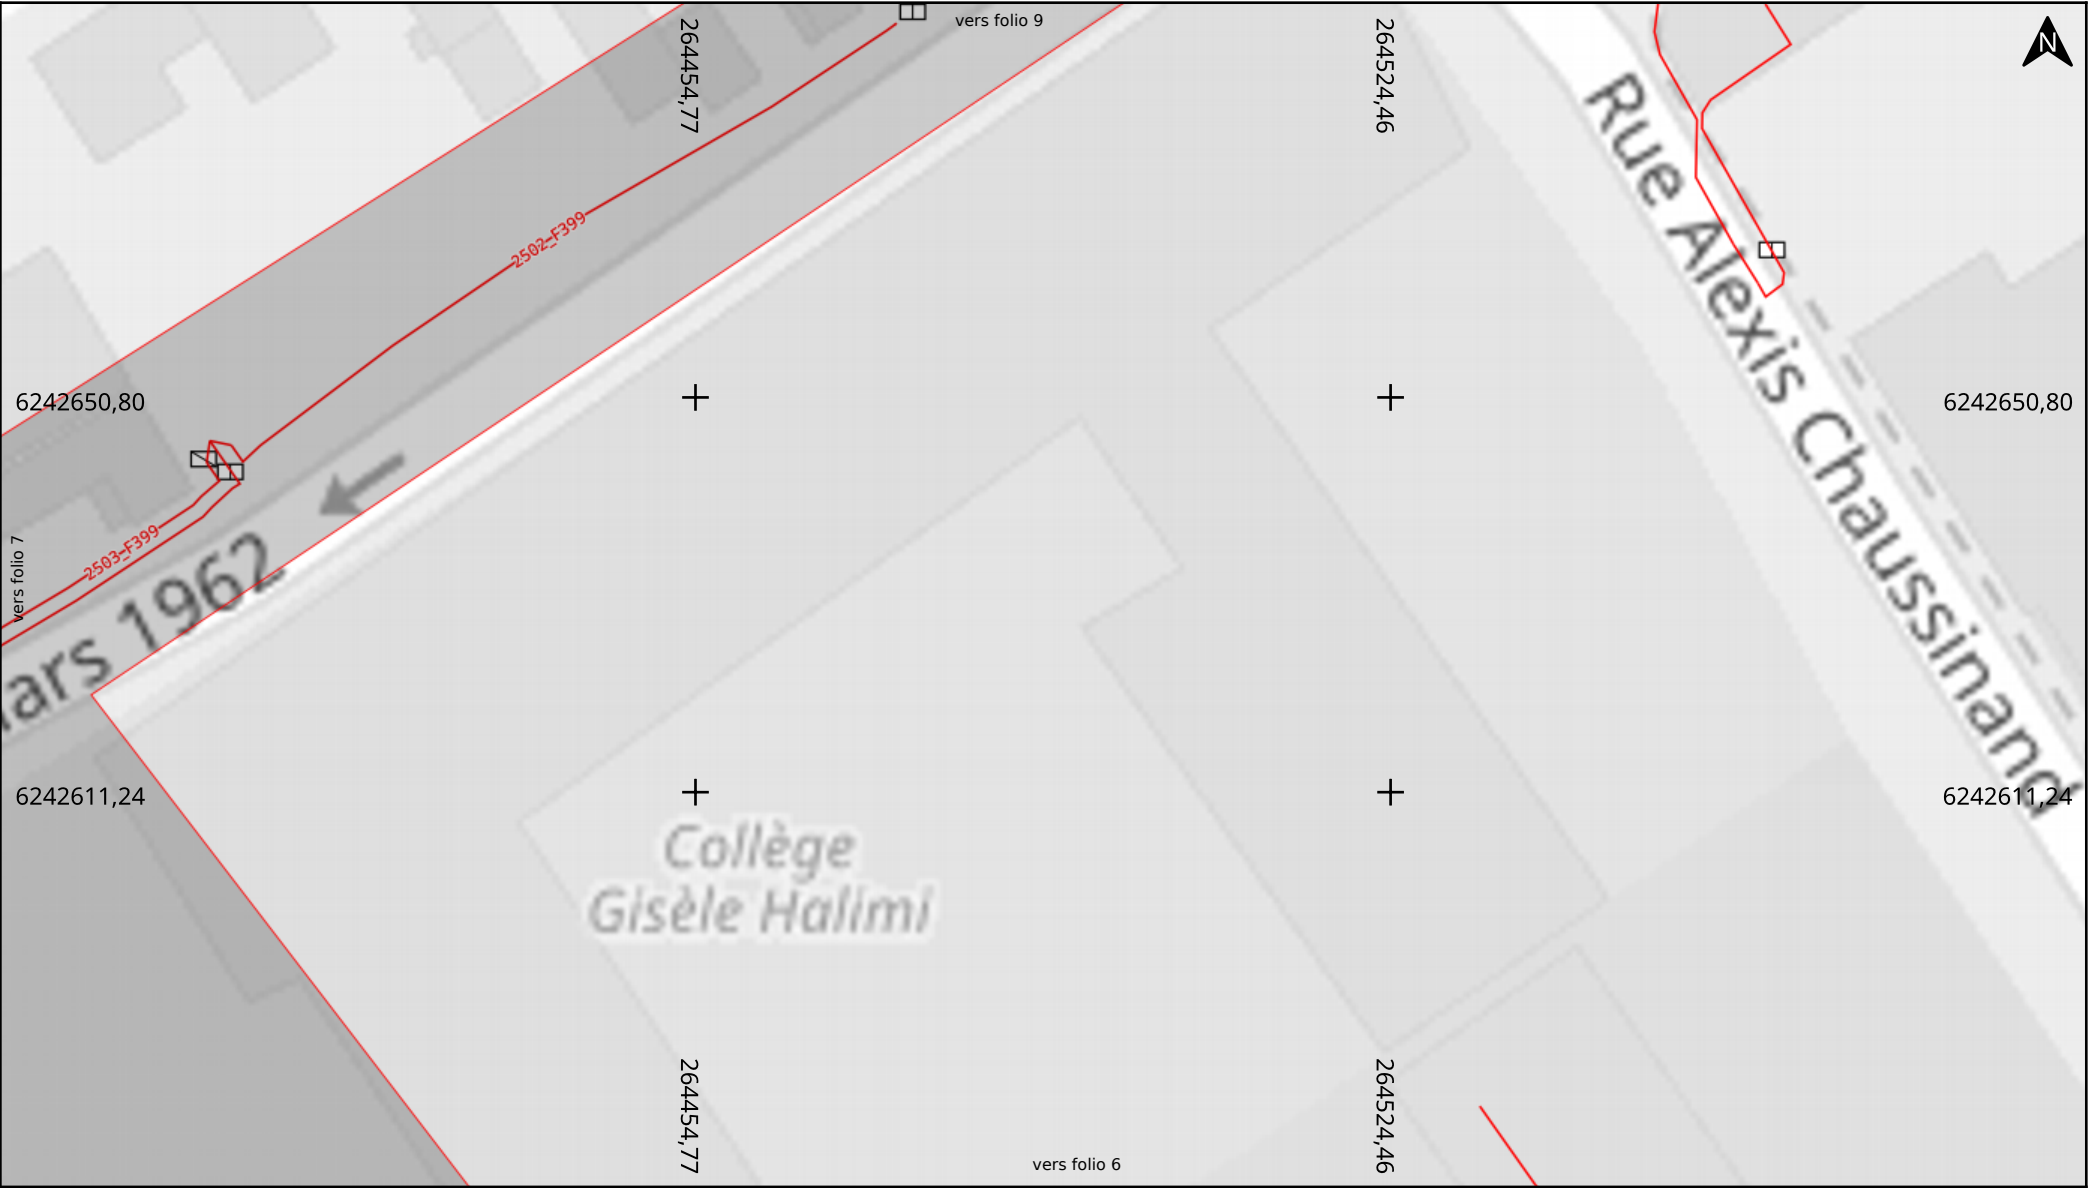 vers folio 9
264454,77
264524,46
N
Rue Alexis Chaussinand
2502_F399
6242650,80
6242650,80
2503_F399
vers folio 7
ars 1962
6242611,24
6242611,24
Collège
Gisèle Halimi
264454,77
264524,46
vers folio 6